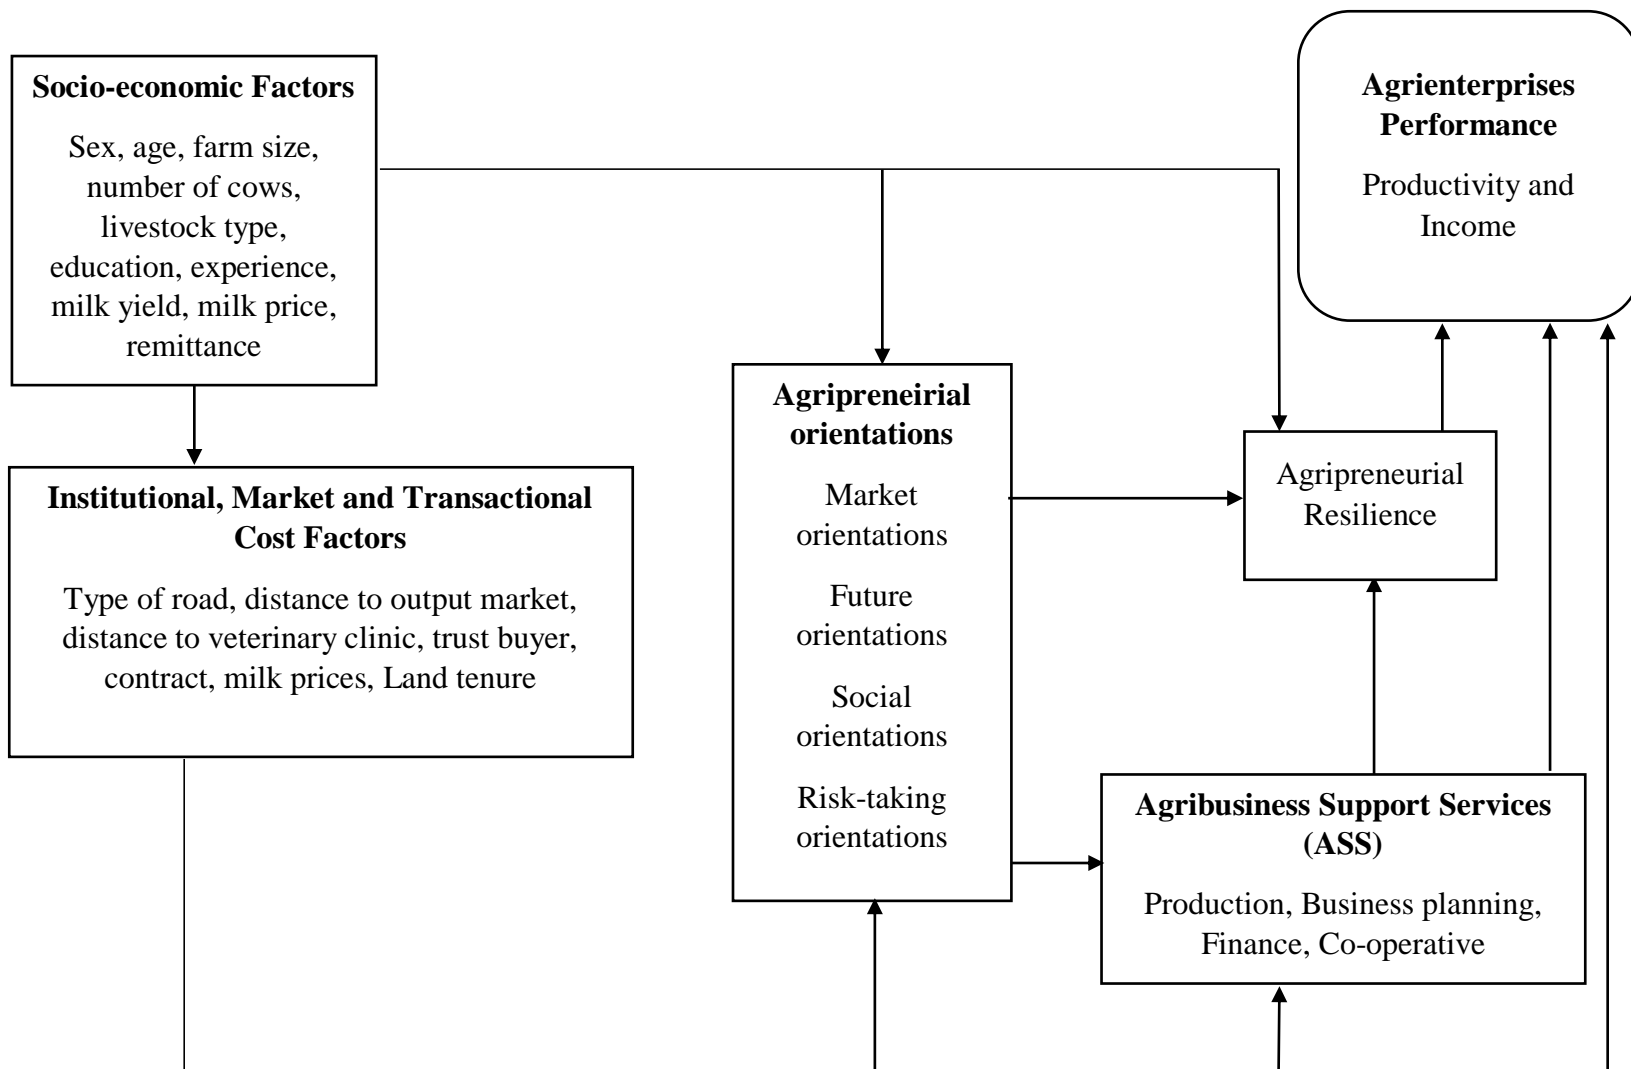 Socio-economic Factors
Sex, age, farm size,
number of cows,
livestock type,
education, experience,
milk yield, milk price,
remittance
Agrienterprises
Performance
Productivity and
Income
Institutional, Market and Transactional
Cost Factors
Type of road, distance to output market,
distance to veterinary clinic, trust buyer,
contract, milk prices, Land tenure
Agripreneirial
orientations
Market
orientations
Future
orientations
Social
orientations
Risk-taking
orientations
Agripreneurial
Resilience
Agribusiness Support Services
(ASS)
Production, Business planning,
Finance, Co-operative